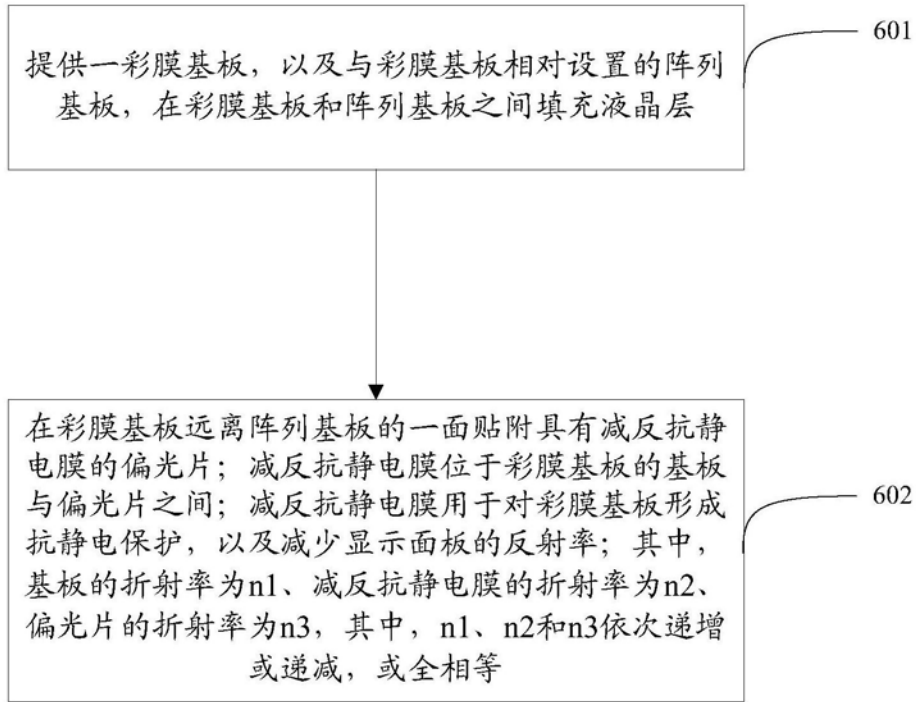 提供一彩膜基板，以及与彩膜基板相对设置的阵列
基板，在彩膜基板和阵列基板之间填充液晶层
601
在彩膜基板远离阵列基板的一面贴附具有减反抗静
电膜的偏光片；减反抗静电膜位于彩膜基板的基板
与偏光片之间；减反抗静电膜用于对彩膜基板形成
抗静电保护，以及减少显示面板的反射率；其中，
基板的折射率为n1、减反抗静电膜的折射率为n2、
偏光片的折射率为n3，其中，n1、n2和n3依次递增
或递减，或全相等
602